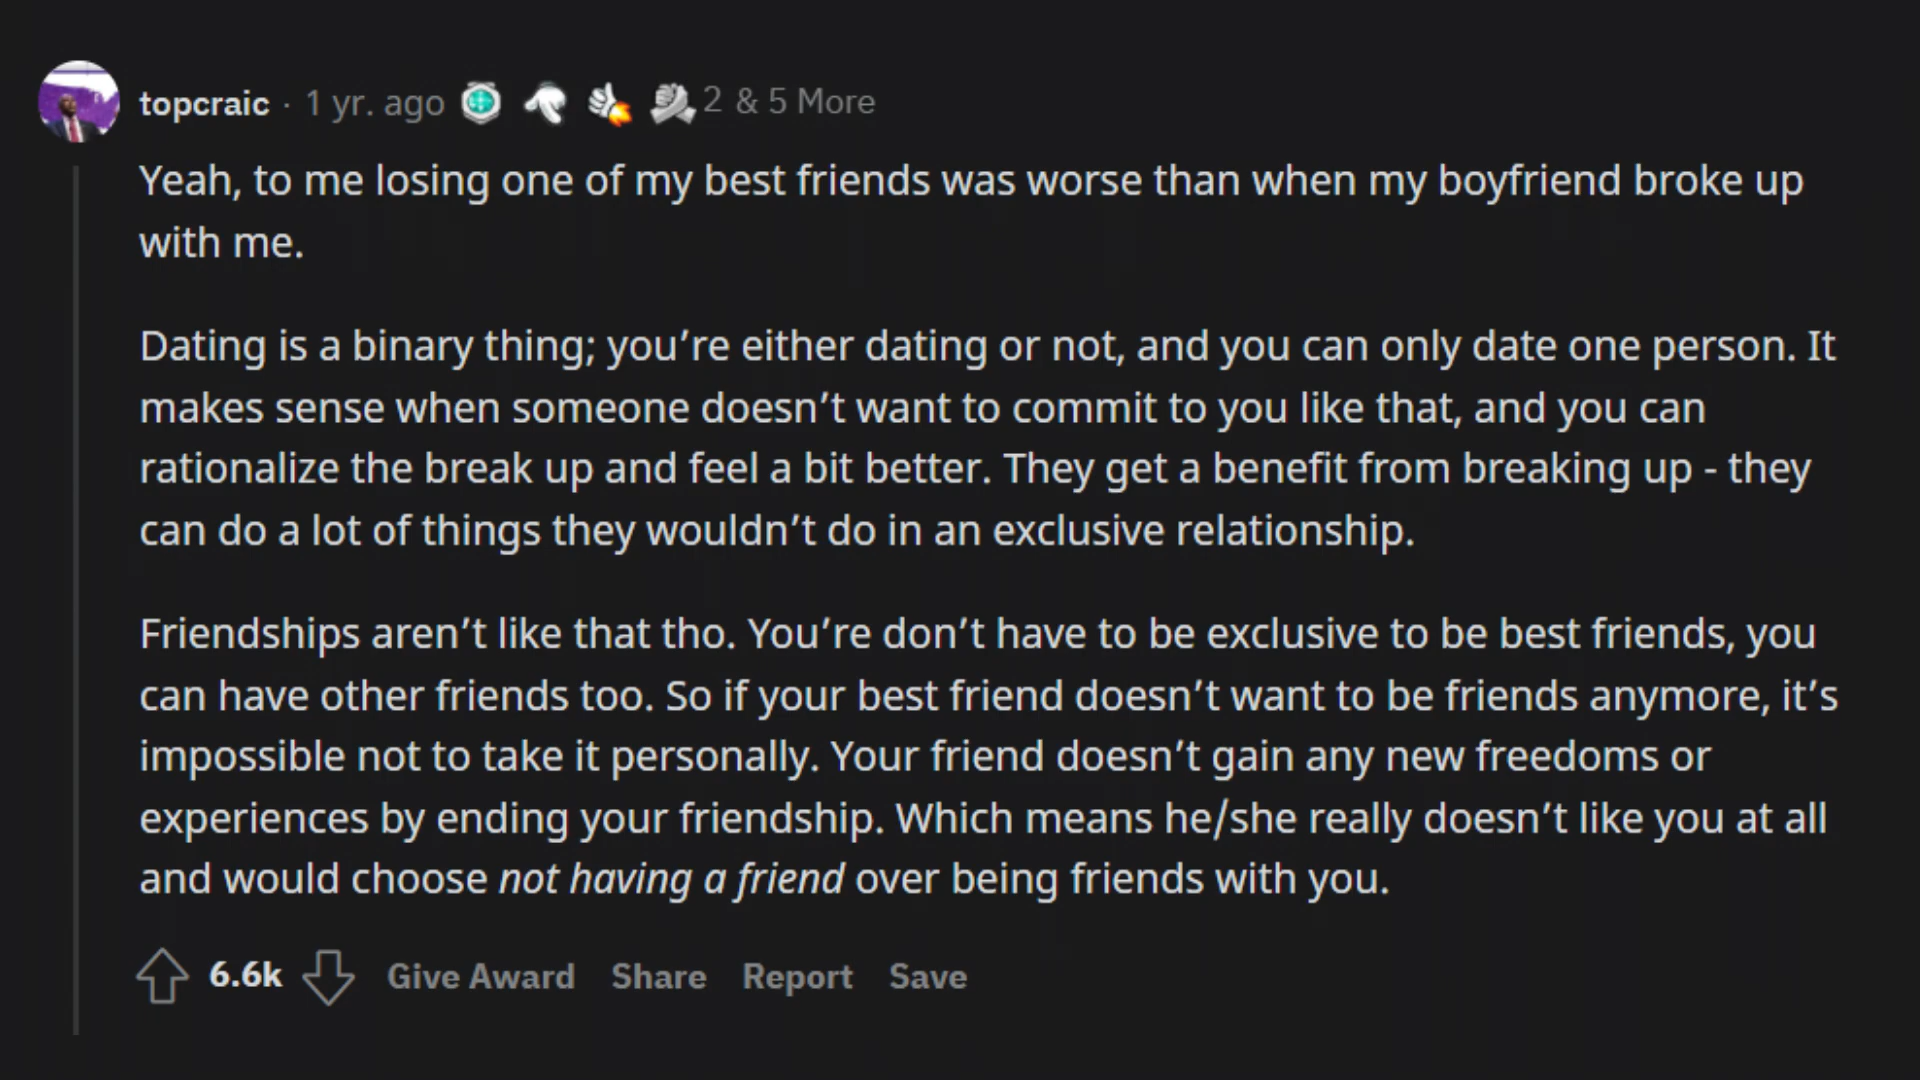 topcraic · 1 yr. ago 2 & 5 More
Yeah, to me losing one of my best friends was worse than when my boyfriend broke up
with me.
Dating is a binary thing; you’re either dating or not, and you can only date one person. It
makes sense when someone doesn’t want to commit to you like that, and you can
rationalize the break up and feel a bit better. They get a benefit from breaking up - they
can do a lot of things they wouldn’t do in an exclusive relationship.
Friendships aren’t like that tho. You’re don’t have to be exclusive to be best friends, you
can have other friends too. So if your best friend doesn’t want to be friends anymore, it’s
impossible not to take it personally. Your friend doesn’t gain any new freedoms or
experiences by ending your friendship. Which means he/she really doesn’t like you at all
and would choose not having a friend over being friends with you.
6.6k Give Award Share Report Save